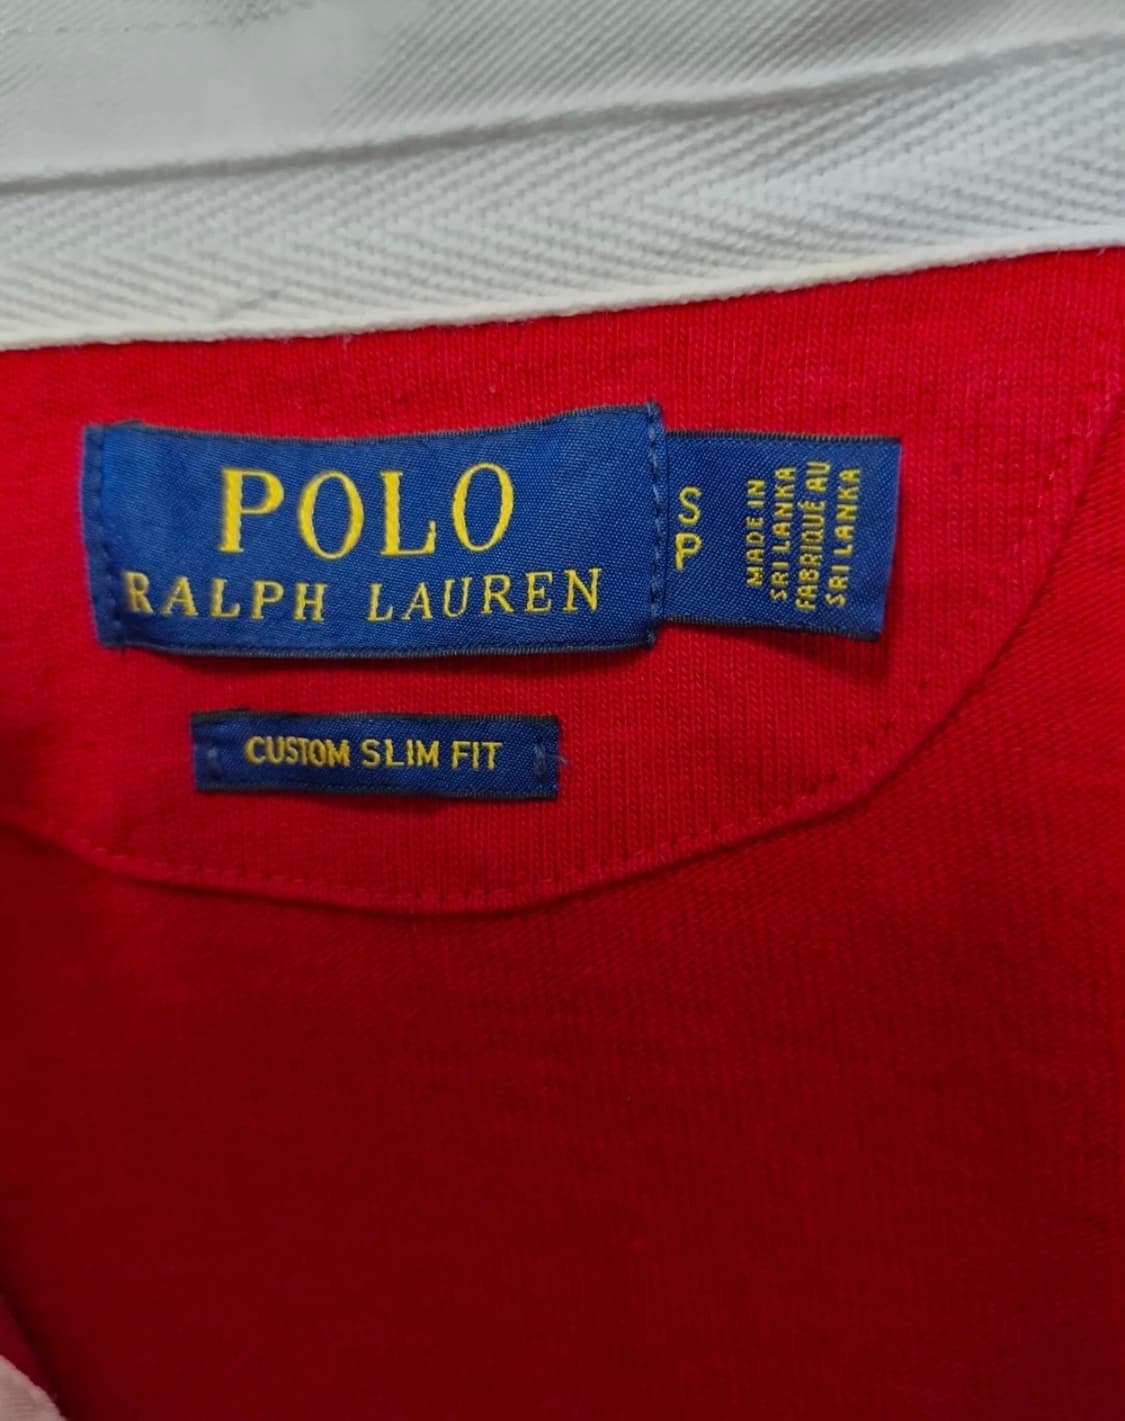 POLO
RALPH LAUREN
S
P
MADE IN
SRI LANKA
FABRIQUÉ AU
SRI LANKA
CUSTOM SLIM FIT